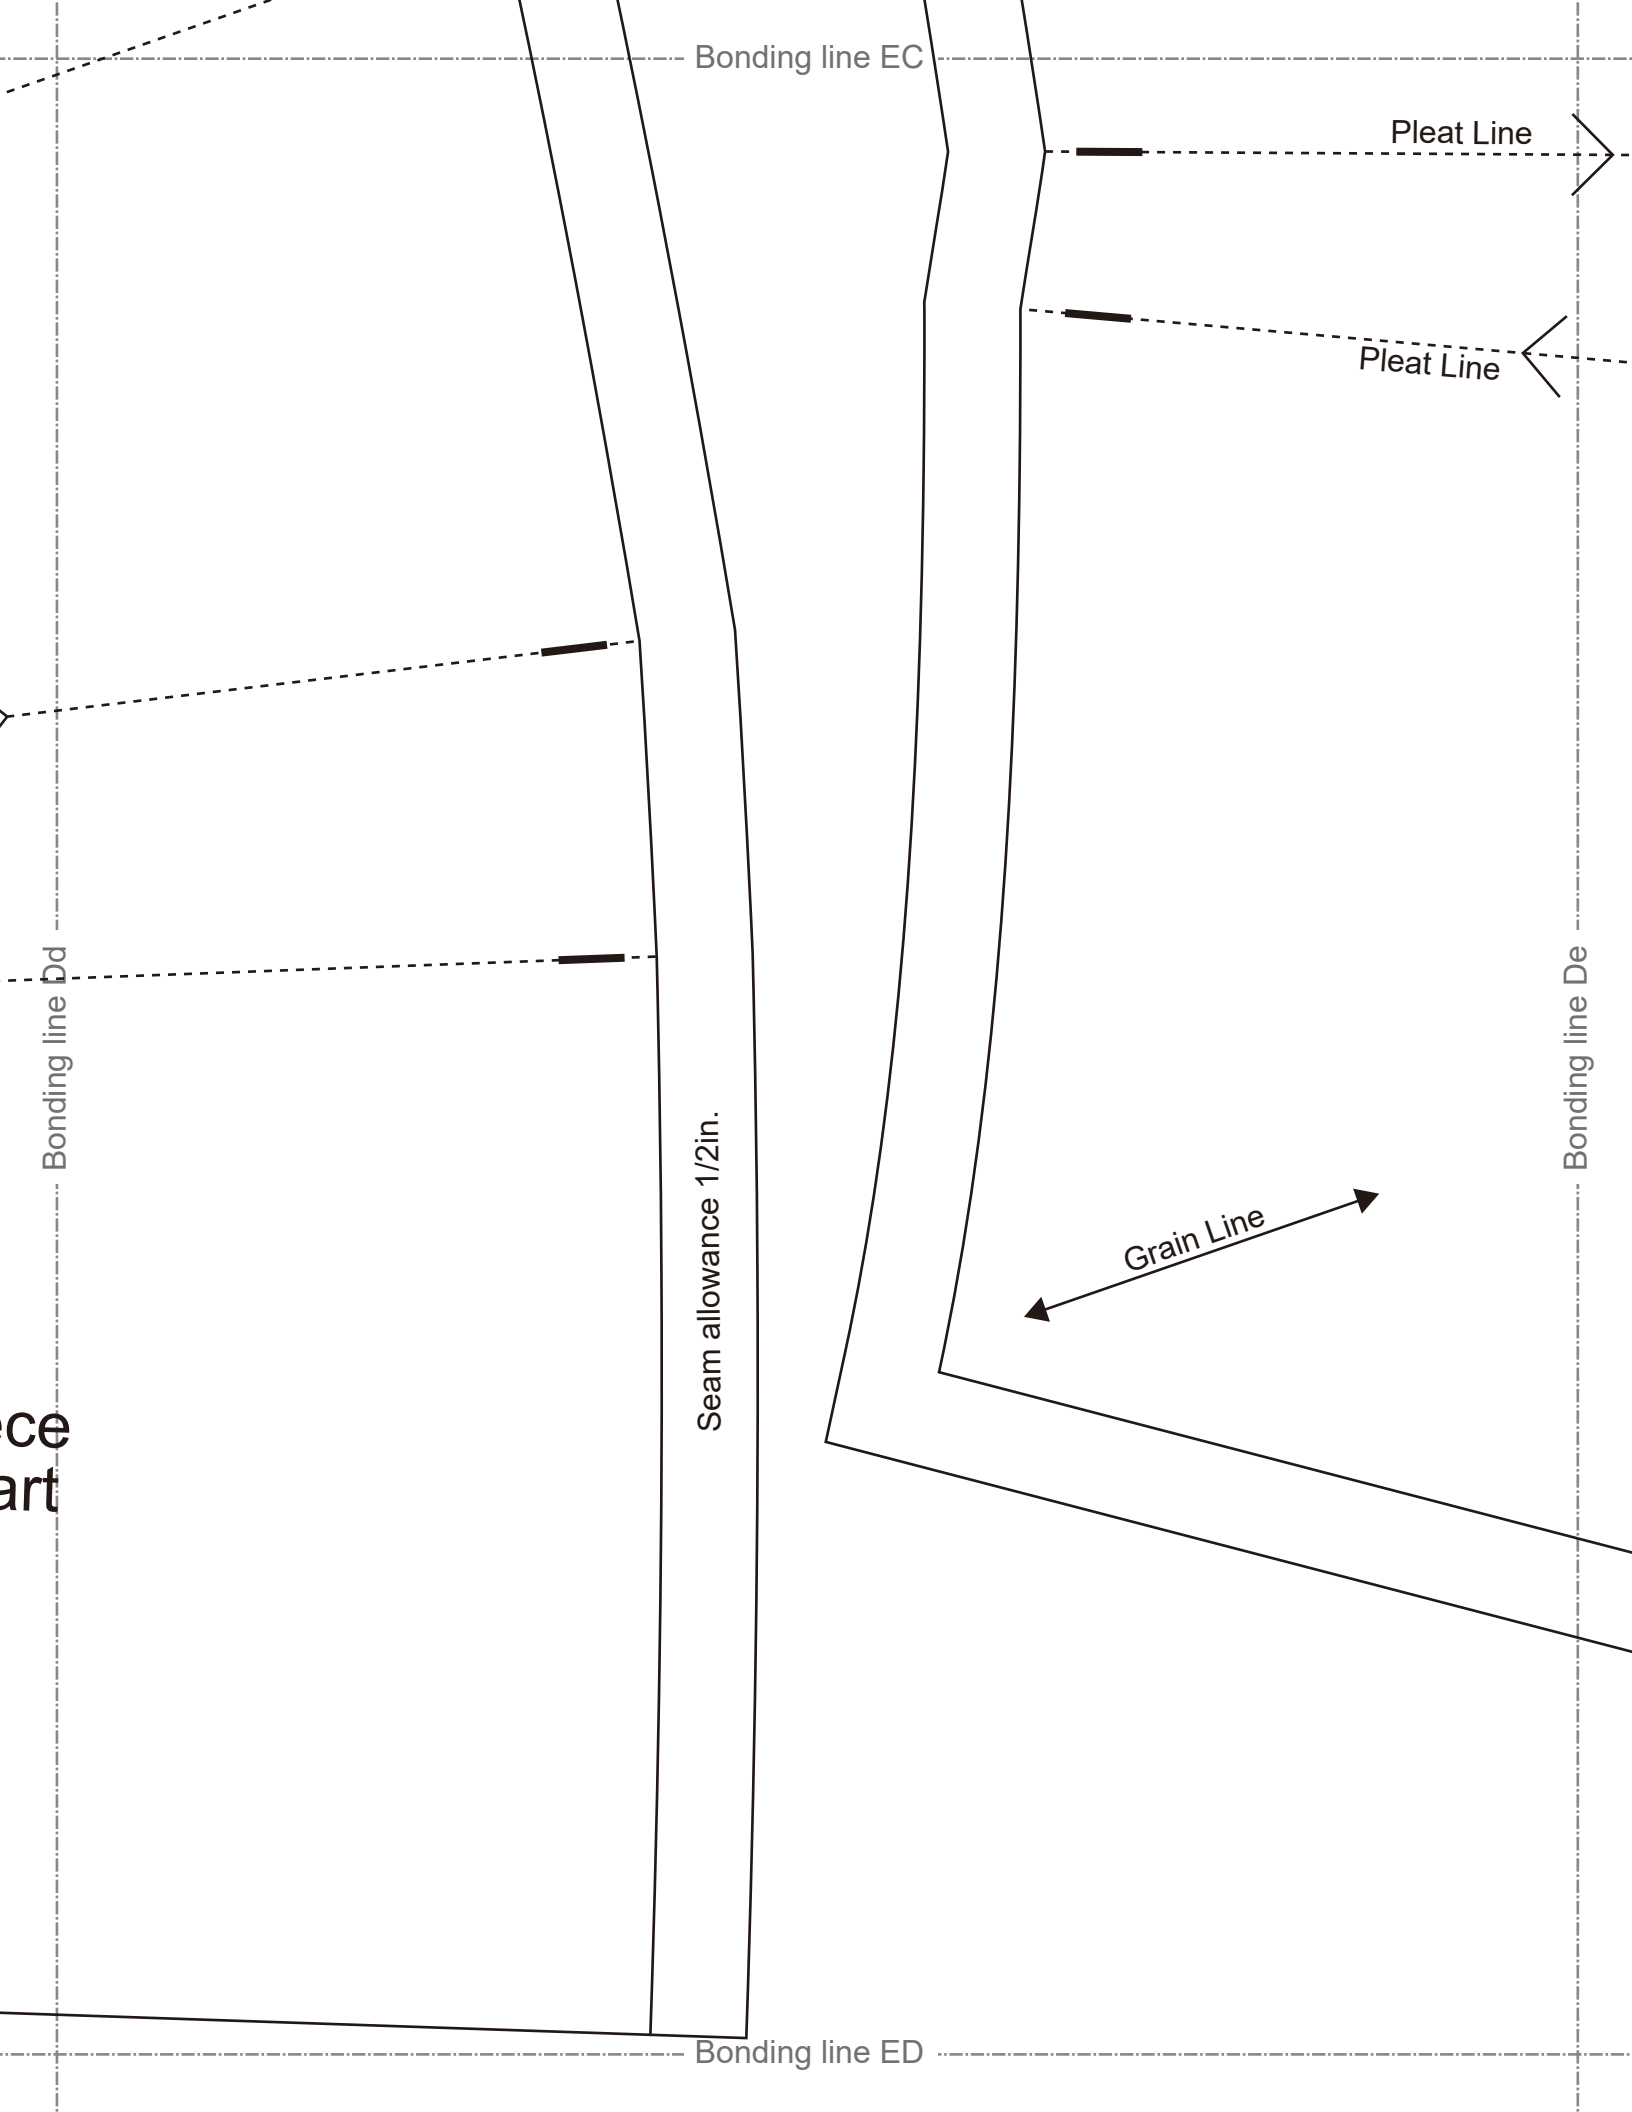 Bonding line EC
Pleat Line
Pleat Line
Bonding line Dd
Bonding line De
Seam allowance 1/2in.
Grain Line
ece
art
Bonding line ED